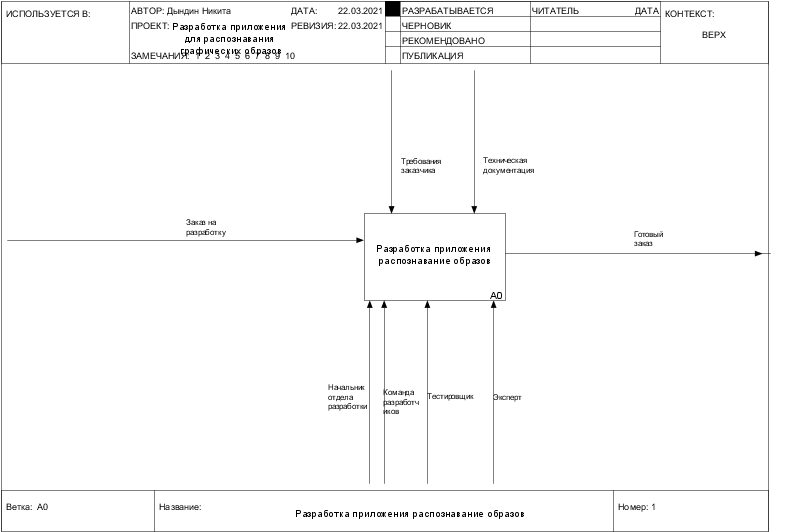 ИСПОЛЬЗУЕТСЯ В:
АВТОР: Дындин Никита
ДАТА: 22.03.2021
РАЗРАБАТЫВАЕТСЯ
ЧИТАТЕЛЬ
ДАТА
КОНТЕКСТ:
ПРОЕКТ: Разработка приложения
для распознавания
графических образов
РЕВИЗИЯ: 22.03.2021
ЧЕРНОВИК
РЕКОМЕНДОВАНО
ВЕРХ
ЗАМЕЧАНИЯ: 1 2 3 4 5 6 7 8 9 10
ПУБЛИКАЦИЯ
Требования
заказчика
Техническая
документация
Заказ на
разработку
Готовый
заказ
Разработка приложения
распознавание образов
A0
Начальник
отдела
разработки
Команда
разработч
иков
Тестировщик
Эксперт
Ветка: A0
Название:
Разработка приложения распознавание образов
Номер: 1